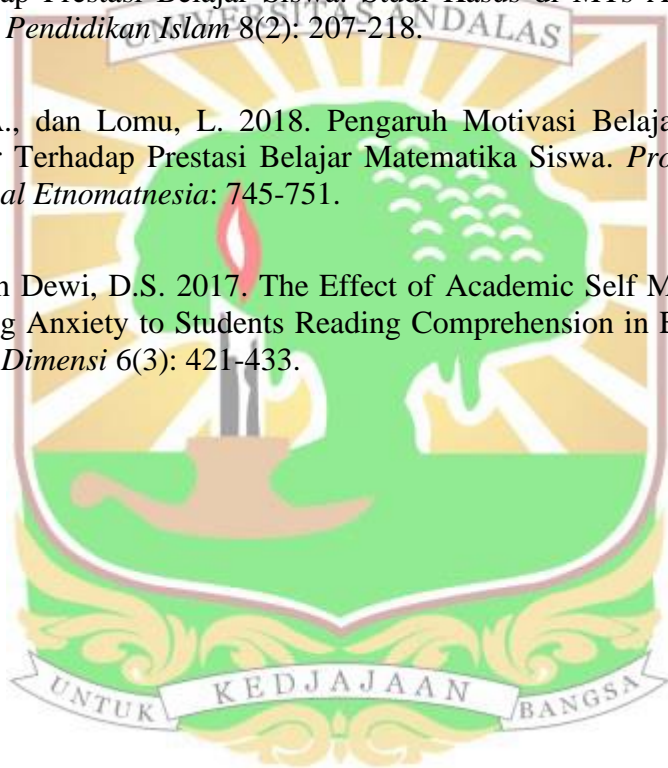 ap Prestasi Belajar Siswa: Studi Kasus di MTs A
UNIVERSITAS ANDALAS
Pendidikan Islam 8(2): 207-218.
A., dan Lomu, L. 2018. Pengaruh Motivasi Belaja
r Terhadap Prestasi Belajar Matematika Siswa. Pro
al Etnomatnesia: 745-751.
n Dewi, D.S. 2017. The Effect of Academic Self M
g Anxiety to Students Reading Comprehension in E
Dimensi 6(3): 421-433.
UNTUK KEDJAJAAN BANGSA